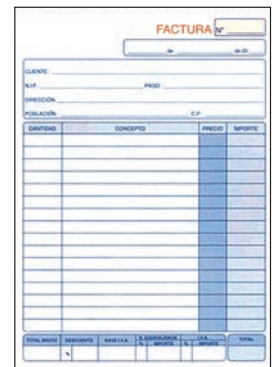 FACTURA Nº
de de 20
CLIENTE:
N.I.F.: PAGO:
DIRECCIÓN
POBLACIÓN C.P.
CANTIDAD CONCEPTO PRECIO IMPORTE
TOTAL BRUTO DESCUENTO BASE I.V.A. R. EQUIVALENCIA I.V.A. TOTAL
% IMPORTE % IMPORTE
%